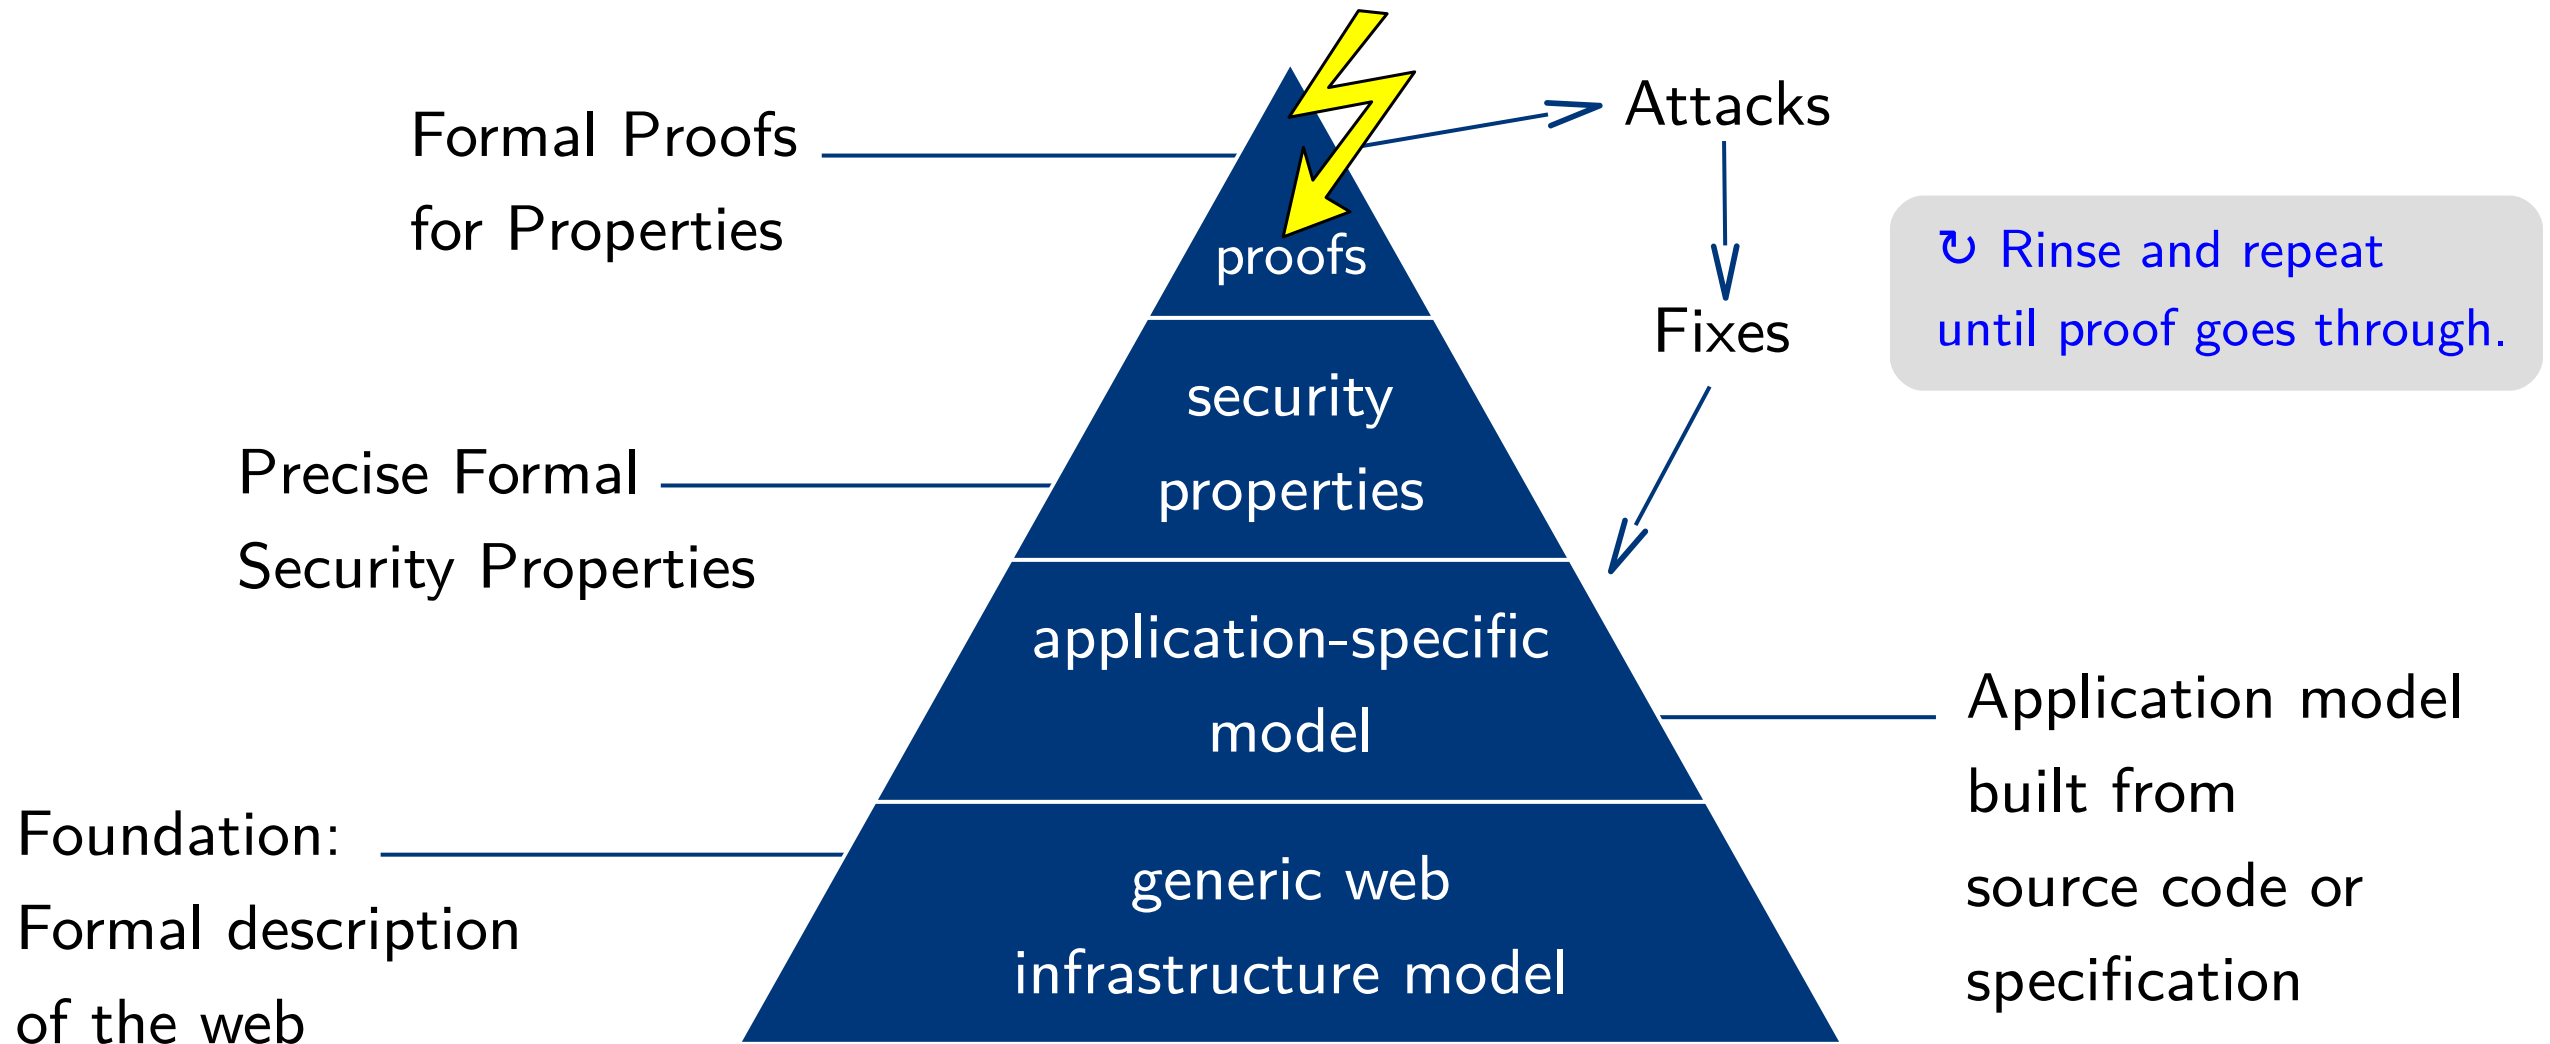 Formal Proofs
for Properties
Attacks
Fixes
↻ Rinse and repeat
until proof goes through.
proofs
security
properties
Precise Formal
Security Properties
application-specific
model
Application model
built from
source code or
specification
Foundation:
Formal description
of the web
generic web
infrastructure model